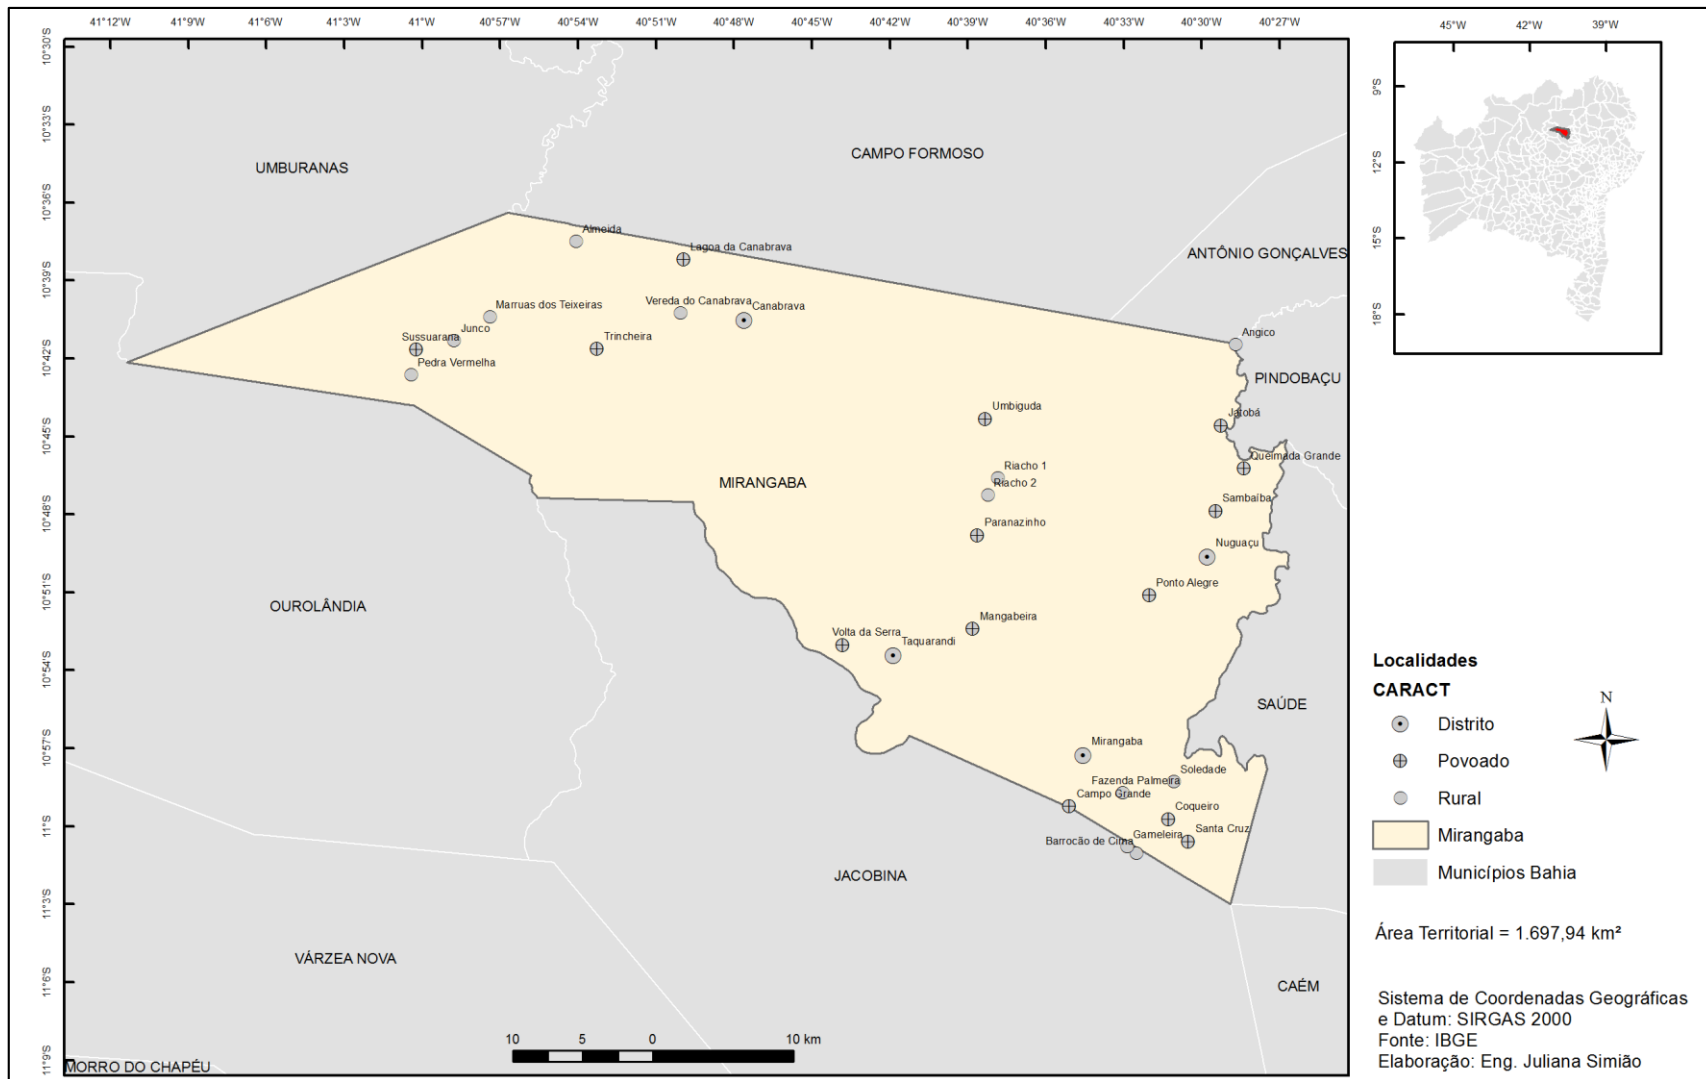 41°12'W 41°9'W 41°6'W 41°3'W 41°W 40°57'W 40°54'W 40°51'W 40°48'W 40°45'W 40°42'W 40°39'W 40°36'W 40°33'W 40°30'W 40°27'W
10°30'S
10°33'S
10°36'S
10°39'S
10°42'S
10°45'S
10°48'S
10°51'S
10°54'S
10°57'S
11°S
11°3'S
11°6'S
11°9'S
UMBURANAS
CAMPO FORMOSO
ANTÔNIO GONÇALVES
Almeida
Lagoa da Canabrava
Marruas dos Teixeiras
Vereda do Canabrava
Canabrava
Sussuarana
Junco
Trincheira
Angico
Pedra Vermelha
PINDOBAÇU
Umbiguda
Jatobá
Queimada Grande
Riacho 1
MIRANGABA
Riacho 2
Sambaíba
Paranazinho
Nuguaçu
Ponto Alegre
OUROLÂNDIA
Mangabeira
Volta da Serra
Taquarandi
SAÚDE
Mirangaba
Soledade
Fazenda Palmeira
Campo Grande
Coqueiro
Gameleira
Santa Cruz
Barrocão de Cima
JACOBINA
VÁRZEA NOVA
CAÉM
MORRO DO CHAPÉU
10 5 0 10 km
45°W 42°W 39°W
9°S
12°S
15°S
18°S
Localidades
CARACT
N
Distrito
Povoado
Rural
Mirangaba
Municípios Bahia
Área Territorial = 1.697,94 km²
Sistema de Coordenadas Geográficas
e Datum: SIRGAS 2000
Fonte: IBGE
Elaboração: Eng. Juliana Simião